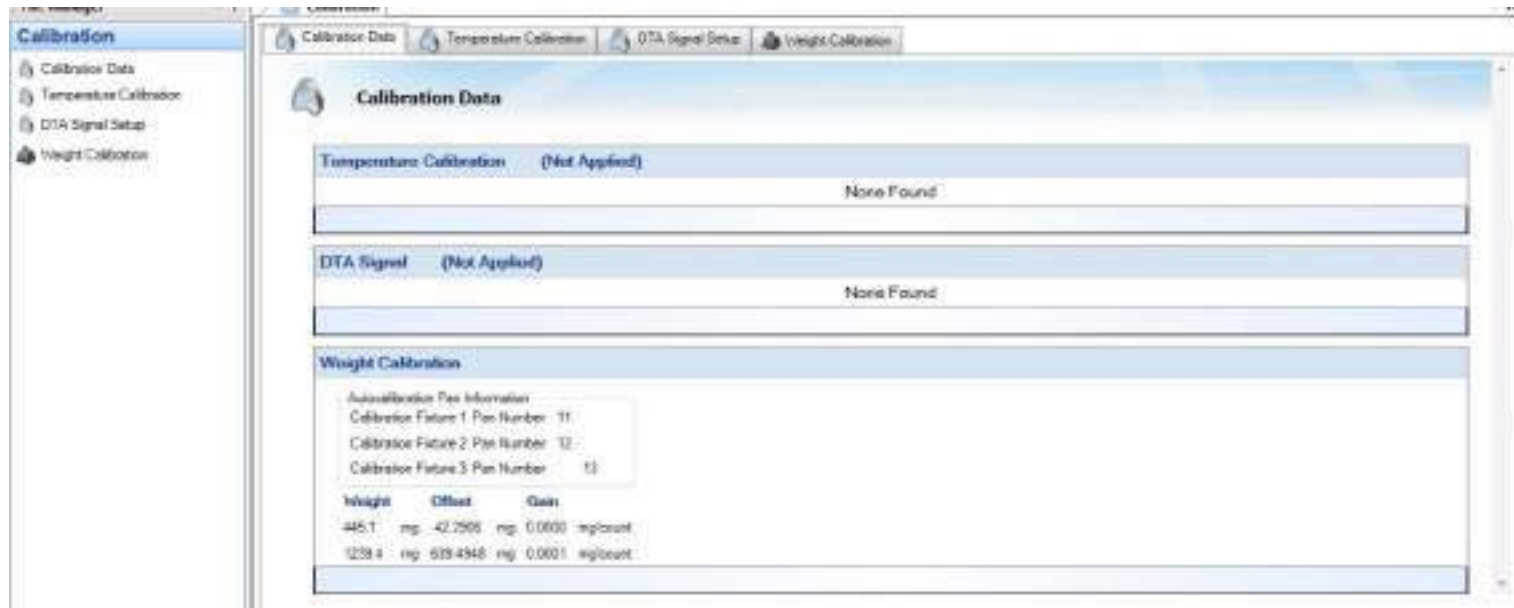 Calibration
Calibration Data
Temperature Calibration
DTA Signal Setup
Weight Calibration
Calibration
Calibration Data
Temperature Calibration
DTA Signal Setup
Weight Calibration
Calibration Data
Temperature Calibration (Not Applied)
None Found
DTA Signal (Not Applied)
None Found
Weight Calibration
Autocalibration Pan Information
Calibration Fixture 1 Pan Number 11
Calibration Fixture 2 Pan Number 12
Calibration Fixture 3 Pan Number 13
Weight Offset Gain
445.1 mg mg 0.0000 mg/count
1239.4 mg 639.4948 mg 0.0001 mg/count